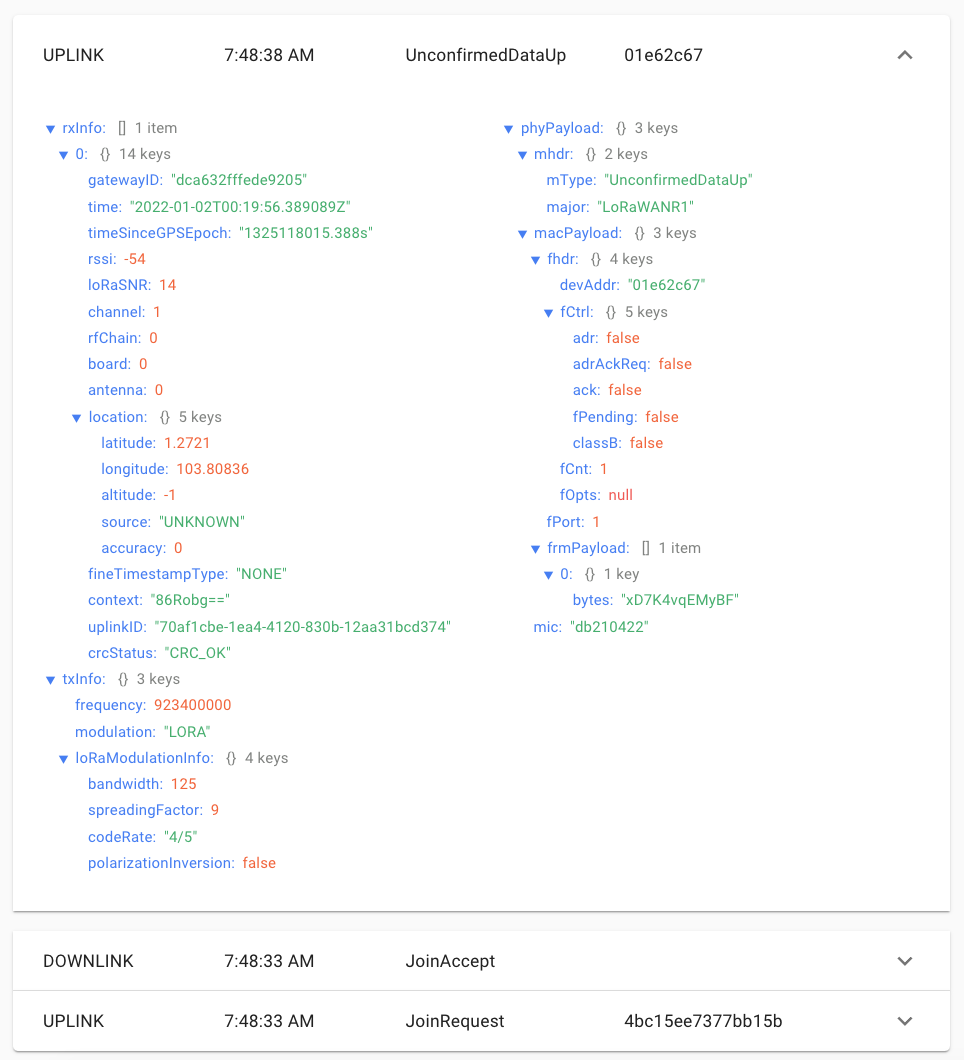 UPLINK 7:48:38 AM UnconfirmedDataUp 01e62c67
rxInfo: [] 1 item
0: {} 14 keys
gatewayID: "dca632fffede9205"
time: "2022-01-02T00:19:56.389089Z"
timeSinceGPSEpoch: "1325118015.388s"
rssi: -54
loRaSNR: 14
channel: 1
rfChain: 0
board: 0
antenna: 0
location: {} 5 keys
latitude: 1.2721
longitude: 103.80836
altitude: -1
source: "UNKNOWN"
accuracy: 0
fineTimestampType: "NONE"
context: "86Robg=="
uplinkID: "70af1cbe-1ea4-4120-830b-12aa31bcd374"
crcStatus: "CRC_OK"
txInfo: {} 3 keys
frequency: 923400000
modulation: "LORA"
loRaModulationInfo: {} 4 keys
bandwidth: 125
spreadingFactor: 9
codeRate: "4/5"
polarizationInversion: false
phyPayload: {} 3 keys
mhdr: {} 2 keys
mType: "UnconfirmedDataUp"
major: "LoRaWANR1"
macPayload: {} 3 keys
fhdr: {} 4 keys
devAddr: "01e62c67"
fCtrl: {} 5 keys
adr: false
adrAckReq: false
ack: false
fPending: false
classB: false
fCnt: 1
fOpts: null
fPort: 1
frmPayload: [] 1 item
0: {} 1 key
bytes: "xD7K4vqEMyBF"
mic: "db210422"
DOWNLINK 7:48:33 AM JoinAccept
UPLINK 7:48:33 AM JoinRequest 4bc15ee7377bb15b